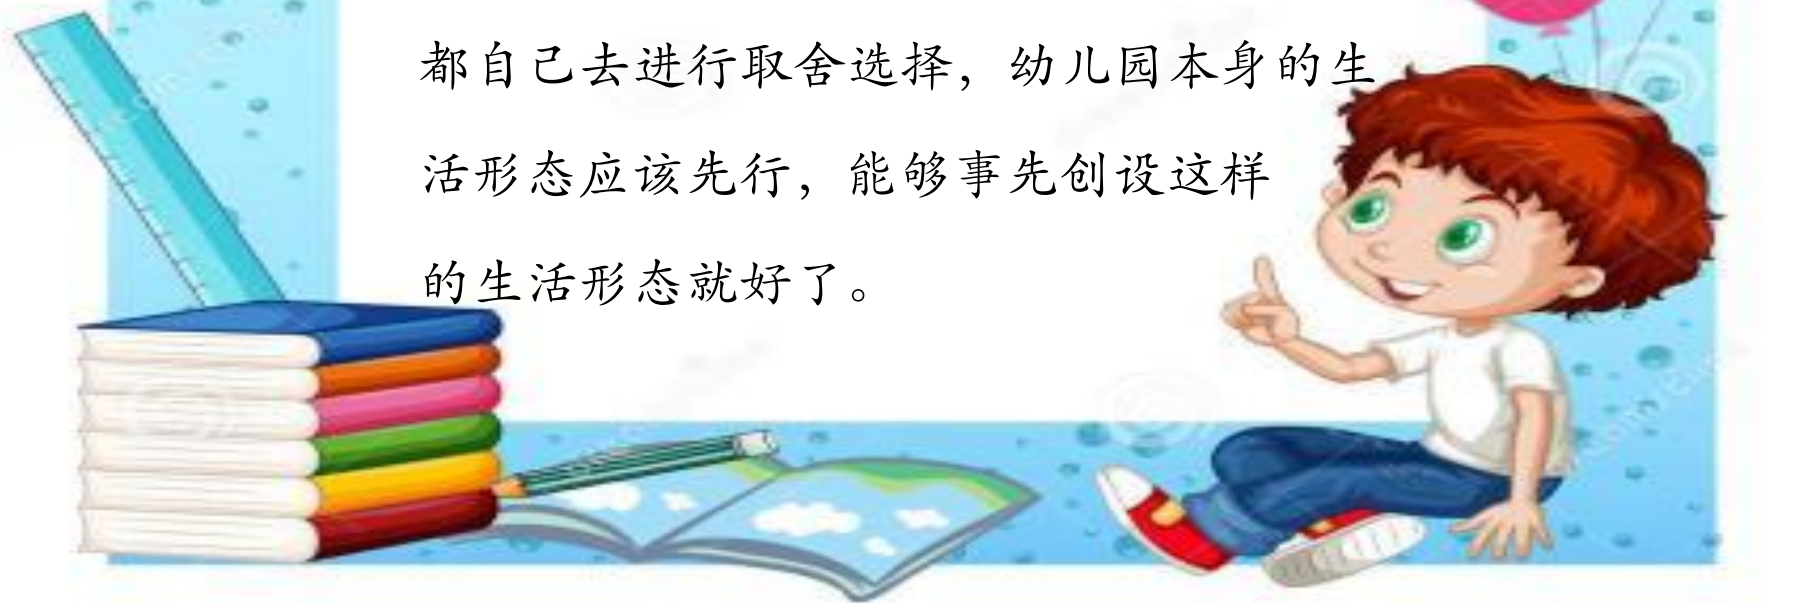 都自己去进行取舍选择，幼儿园本身的生
活形态应该先行，能够事先创设这样
的生活形态就好了。